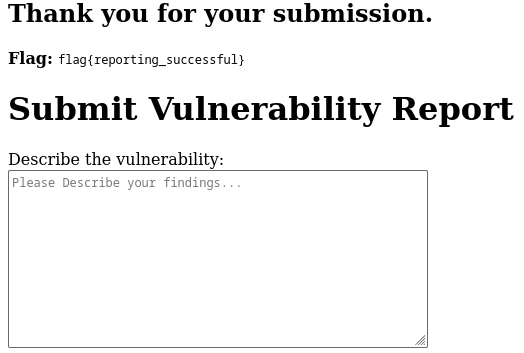 Thank you for your submission.
Flag: flag{reporting_successful}
Submit Vulnerability Report
Describe the vulnerability:
Please Describe your findings...